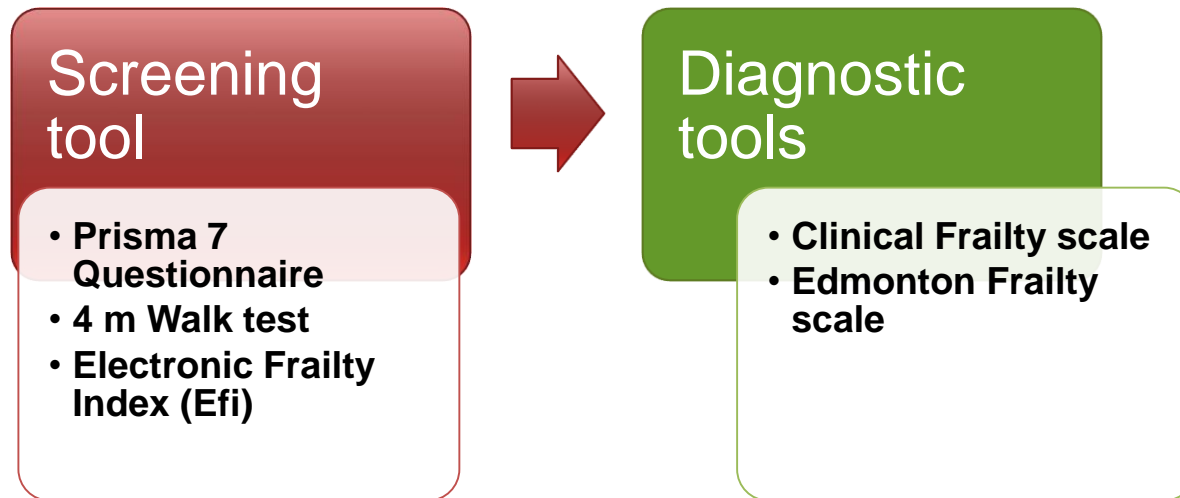 Screening
tool
• Prisma 7
Questionnaire
• 4 m Walk test
• Electronic Frailty
Index (Efi)
Diagnostic
tools
• Clinical Frailty scale
• Edmonton Frailty
scale